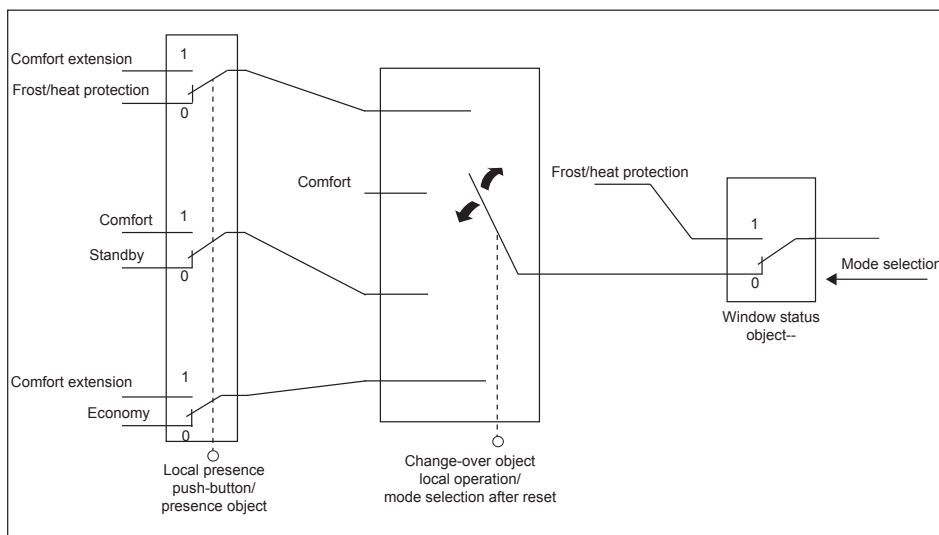 Comfort extension
1
Frost/heat protection
0
Comfort
Frost/heat protection
1
Comfort
1
Standby
0
Mode selection
0
Window status
object--
Comfort extension
1
Economy
0
Local presence
push-button/
presence object
Change-over object
local operation/
mode selection after reset